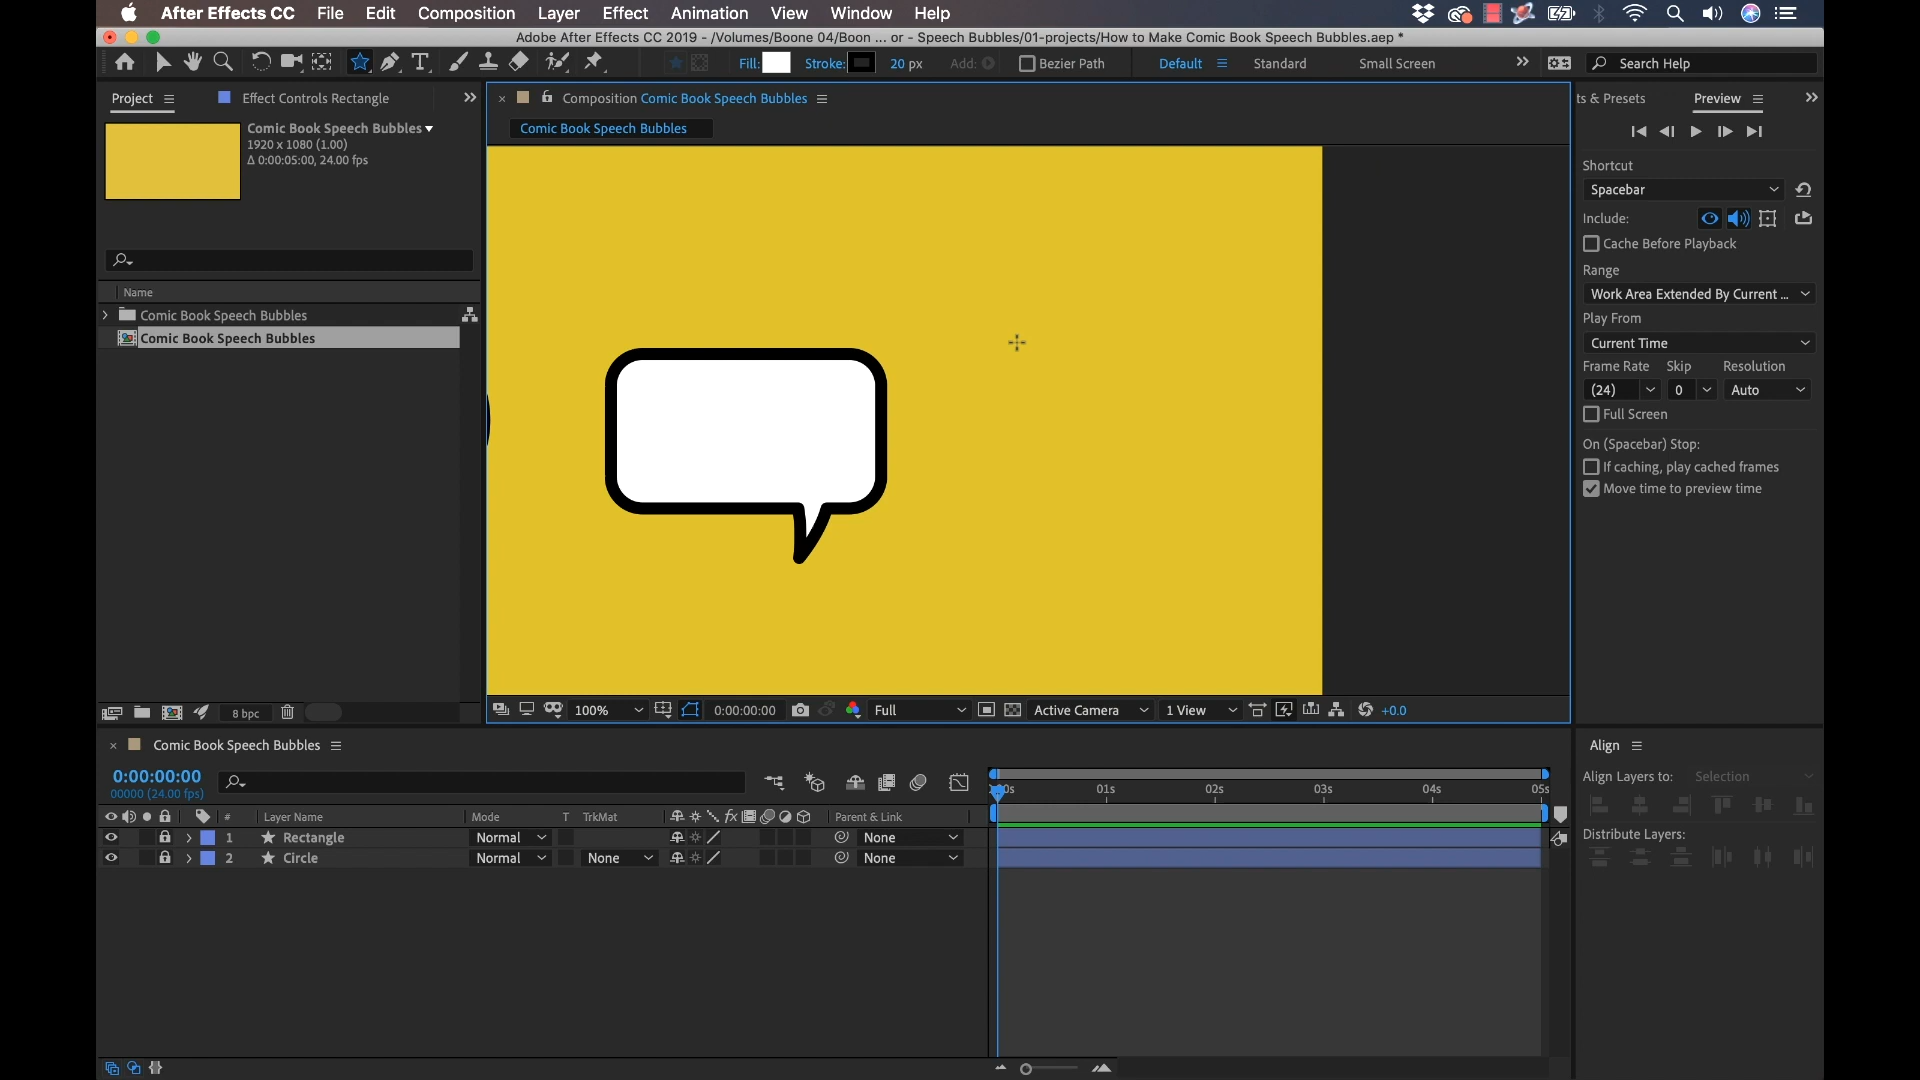 After Effects CC File Edit Composition Layer Effect Animation View Window Help
Adobe After Effects CC 2019 - /Volumes/Boone 04/Boon ... or - Speech Bubbles/01-projects/How to Make Comic Book Speech Bubbles.aep *
Fill: Stroke: 20 px Add: Bezier Path Default Standard Small Screen Search Help
Project Effect Controls Rectangle
Composition Comic Book Speech Bubbles
ts & Presets Preview
Comic Book Speech Bubbles
1920 x 1080 (1.00)
Δ 0:00:05:00, 24.00 fps
Comic Book Speech Bubbles
Name
Comic Book Speech Bubbles
Comic Book Speech Bubbles
8 bpc
100% 0:00:00:00 Full Active Camera 1 View +0.0
Shortcut
Spacebar
Include:
Cache Before Playback
Range
Work Area Extended By Current ...
Play From
Current Time
Frame Rate Skip Resolution
(24) 0 Auto
Full Screen
On (Spacebar) Stop:
If caching, play cached frames
Move time to preview time
Comic Book Speech Bubbles
0:00:00:00
00000 (24.00 fps)
# Layer Name Mode T TrkMat Parent & Link
1 Rectangle Normal None
2 Circle Normal None None
01s 02s 03s 04s 05s
Align
Align Layers to: Selection
Distribute Layers: